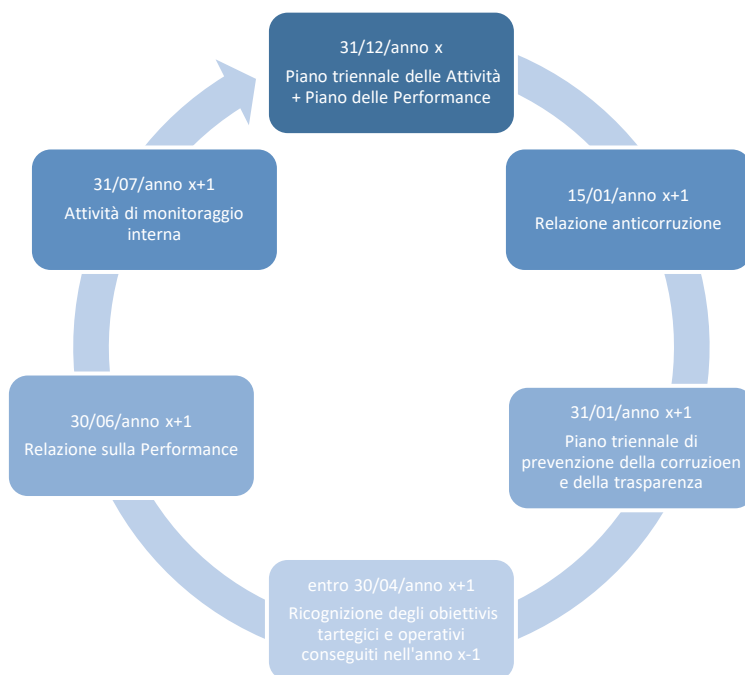 31/12/anno x
Piano triennale delle Attività
+ Piano delle Performance
15/01/anno x+1
Relazione anticorruzione
31/01/anno x+1
Piano triennale di
prevenzione della corruzioen
e della trasparenza
entro 30/04/anno x+1
Ricognizione degli obiettivis
tartegici e operativi
conseguiti nell'anno x-1
30/06/anno x+1
Relazione sulla Performance
31/07/anno x+1
Attività di monitoraggio
interna